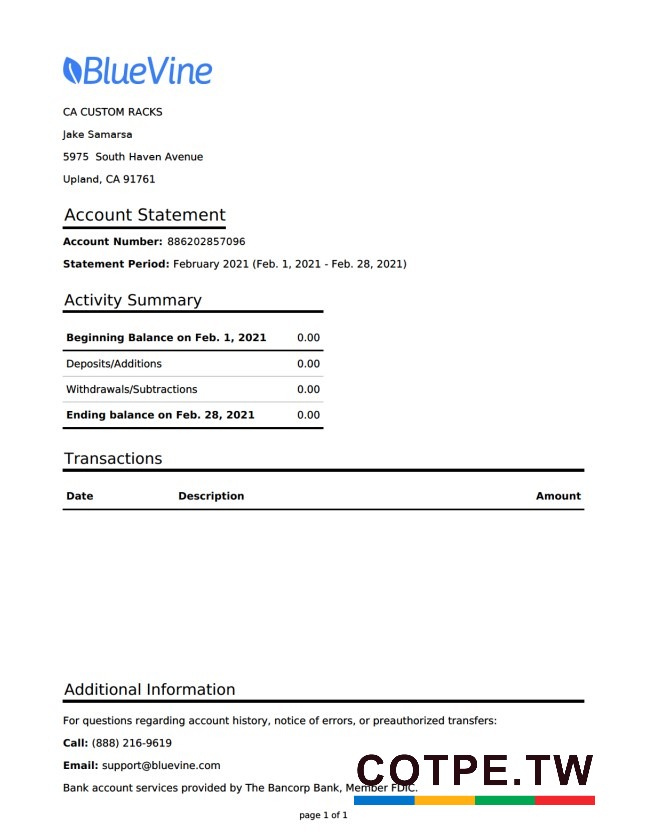 BlueVine
CA CUSTOM RACKS
Jake Samarsa
5975 South Haven Avenue
Upland, CA 91761
Account Statement
Account Number: 886202857096
Statement Period: February 2021 (Feb. 1, 2021 - Feb. 28, 2021)
Activity Summary
Beginning Balance on Feb. 1, 2021 0.00
Deposits/Additions 0.00
Withdrawals/Subtractions 0.00
Ending balance on Feb. 28, 2021 0.00
Transactions
Date Description Amount
Additional Information
For questions regarding account history, notice of errors, or preauthorized transfers:
Call: (888) 216-9619
Email: support@bluevine.com
Bank account services provided by The Bancorp Bank, Member FDIC.
COTPE.TW
page 1 of 1